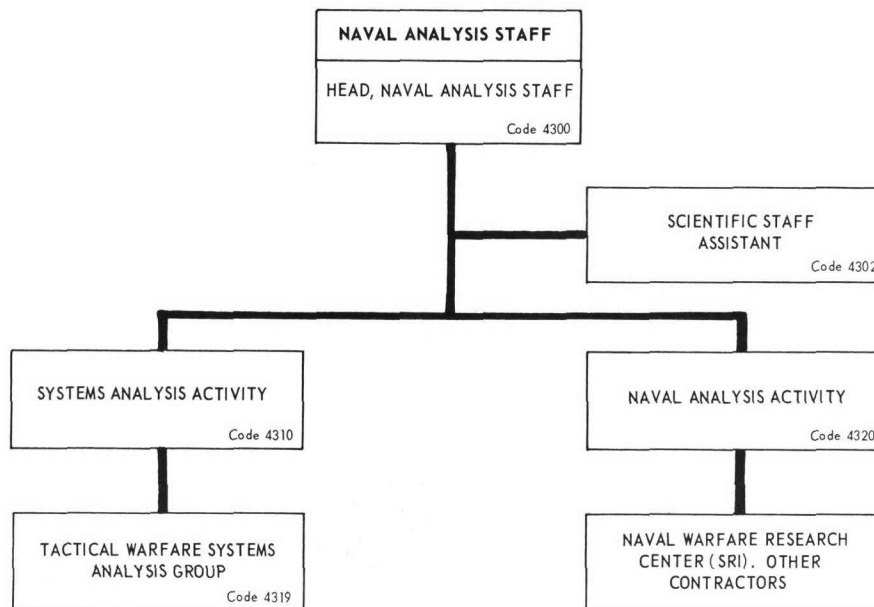 NAVAL ANALYSIS STAFF
HEAD, NAVAL ANALYSIS STAFF
Code 4300
SCIENTIFIC STAFF
ASSISTANT
Code 4302
SYSTEMS ANALYSIS ACTIVITY
Code 4310
NAVAL ANALYSIS ACTIVITY
Code 4320
TACTICAL WARFARE SYSTEMS
ANALYSIS GROUP
Code 4319
NAVAL WARFARE RESEARCH
CENTER (SRI). OTHER
CONTRACTORS